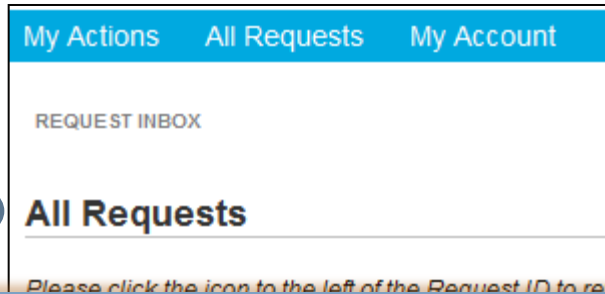 My Actions All Requests My Account
REQUEST INBOX
All Requests
Please click the icon to the left of the Request ID to re